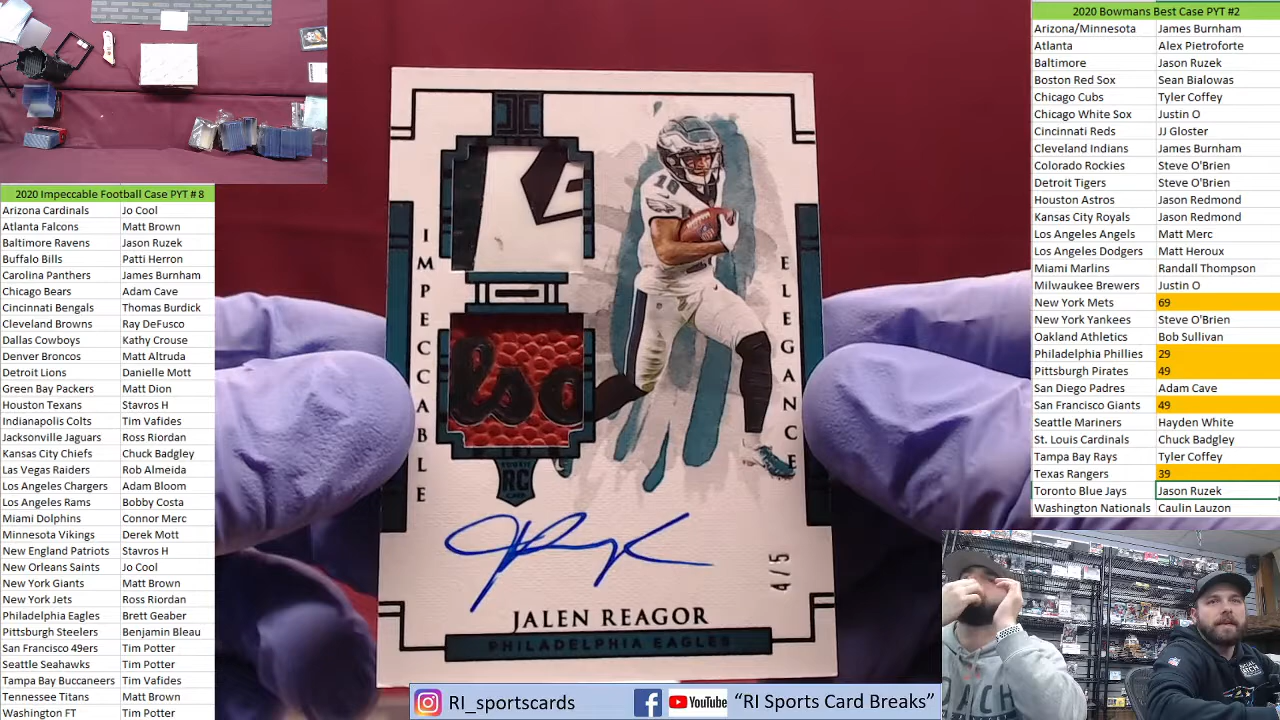 2020 Impeccable Football Case PYT # 8
Arizona Cardinals Jo Cool
Atlanta Falcons Matt Brown
Baltimore Ravens Jason Ruzek
Buffalo Bills Patti Herron
Carolina Panthers James Burnham
Chicago Bears Adam Cave
Cincinnati Bengals Thomas Burdick
Cleveland Browns Ray DeFusco
Dallas Cowboys Kathy Crouse
Denver Broncos Matt Altruda
Detroit Lions Danielle Mott
Green Bay Packers Matt Dion
Houston Texans Stavros H
Indianapolis Colts Tim Vafides
Jacksonville Jaguars Ross Riordan
Kansas City Chiefs Chuck Badgley
Las Vegas Raiders Rob Almeida
Los Angeles Chargers Adam Bloom
Los Angeles Rams Bobby Costa
Miami Dolphins Connor Merc
Minnesota Vikings Derek Mott
New England Patriots Stavros H
New Orleans Saints Jo Cool
New York Giants Matt Brown
New York Jets Ross Riordan
Philadelphia Eagles Brett Geaber
Pittsburgh Steelers Benjamin Bleau
San Francisco 49ers Tim Potter
Seattle Seahawks Tim Potter
Tampa Bay Buccaneers Tim Vafides
Tennessee Titans Matt Brown
Washington FT Tim Potter
IMPECCABLE
ELEGANCE
18
lso
ROOKIE
RC
CARD
4/5
JALEN REAGOR
PHILADELPHIA EAGLES
2020 Bowmans Best Case PYT #2
Arizona/Minnesota James Burnham
Atlanta Alex Pietroforte
Baltimore Jason Ruzek
Boston Red Sox Sean Bialowas
Chicago Cubs Tyler Coffey
Chicago White Sox Justin O
Cincinnati Reds JJ Gloster
Cleveland Indians James Burnham
Colorado Rockies Steve O'Brien
Detroit Tigers Steve O'Brien
Houston Astros Jason Redmond
Kansas City Royals Jason Redmond
Los Angeles Angels Matt Merc
Los Angeles Dodgers Matt Heroux
Miami Marlins Randall Thompson
Milwaukee Brewers Justin O
New York Mets 69
New York Yankees Steve O'Brien
Oakland Athletics Bob Sullivan
Philadelphia Phillies 29
Pittsburgh Pirates 49
San Diego Padres Adam Cave
San Francisco Giants 49
Seattle Mariners Hayden White
St. Louis Cardinals Chuck Badgley
Tampa Bay Rays Tyler Coffey
Texas Rangers 39
Toronto Blue Jays Jason Ruzek
Washington Nationals Caulin Lauzon
RI_sportscards
YouTube
“RI Sports Card Breaks”